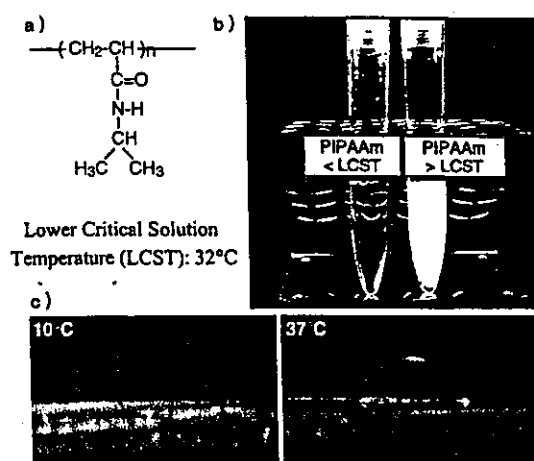 a)
(CH₂-CH)n
C=O
N-H
CH
H₃C CH₃
Lower Critical Solution
Temperature (LCST): 32°C
b)
PIPAAm
< LCST
PIPAAm
> LCST
c)
10°C
37°C